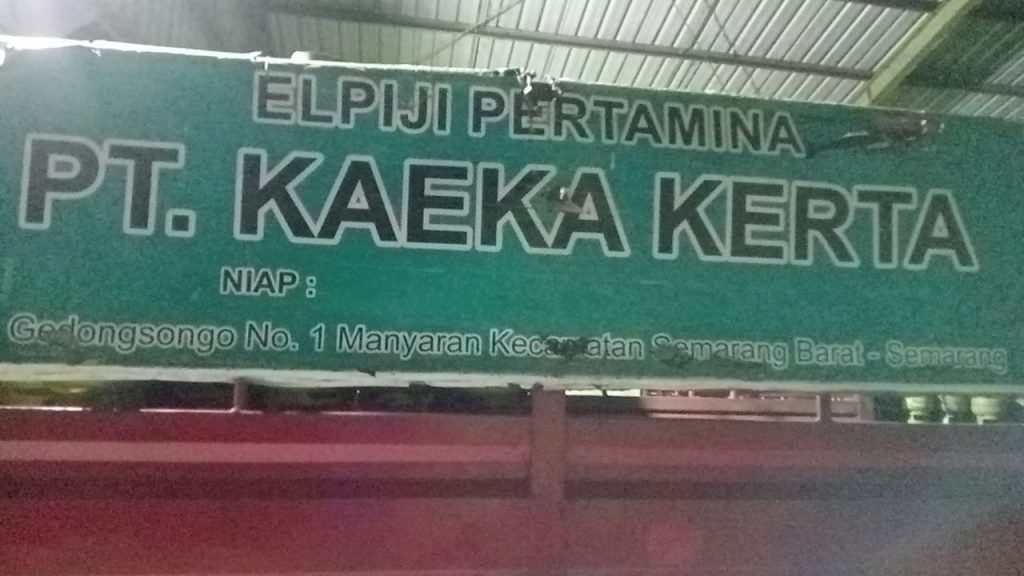 ELPIJI PERTAMINA
PT. KAEKA KERTA
NIAP :
Gedongsongo No. 1 Manyaran Kecamatan Semarang Barat - Semarang